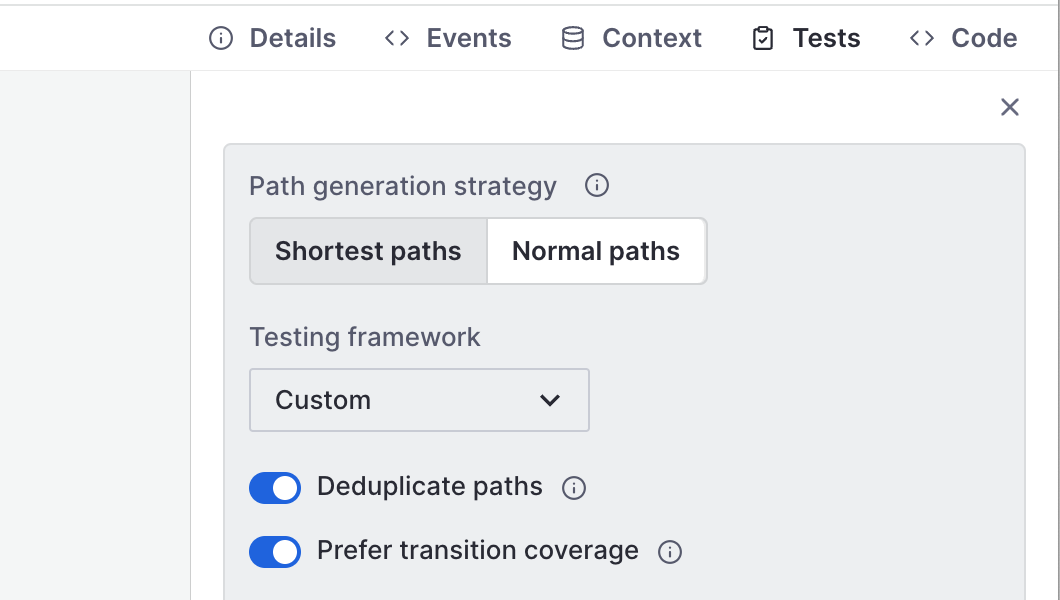 Details Events Context Tests Code
Path generation strategy
Shortest paths Normal paths
Testing framework
Custom
Deduplicate paths
Prefer transition coverage